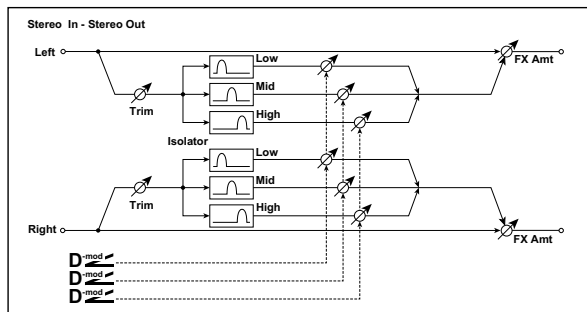 Stereo In - Stereo Out
Left
FX Amt
Trim
Low
Mid
High
Isolator
Low
Mid
High
Trim
Right
FX Amt
D-mod
D-mod
D-mod